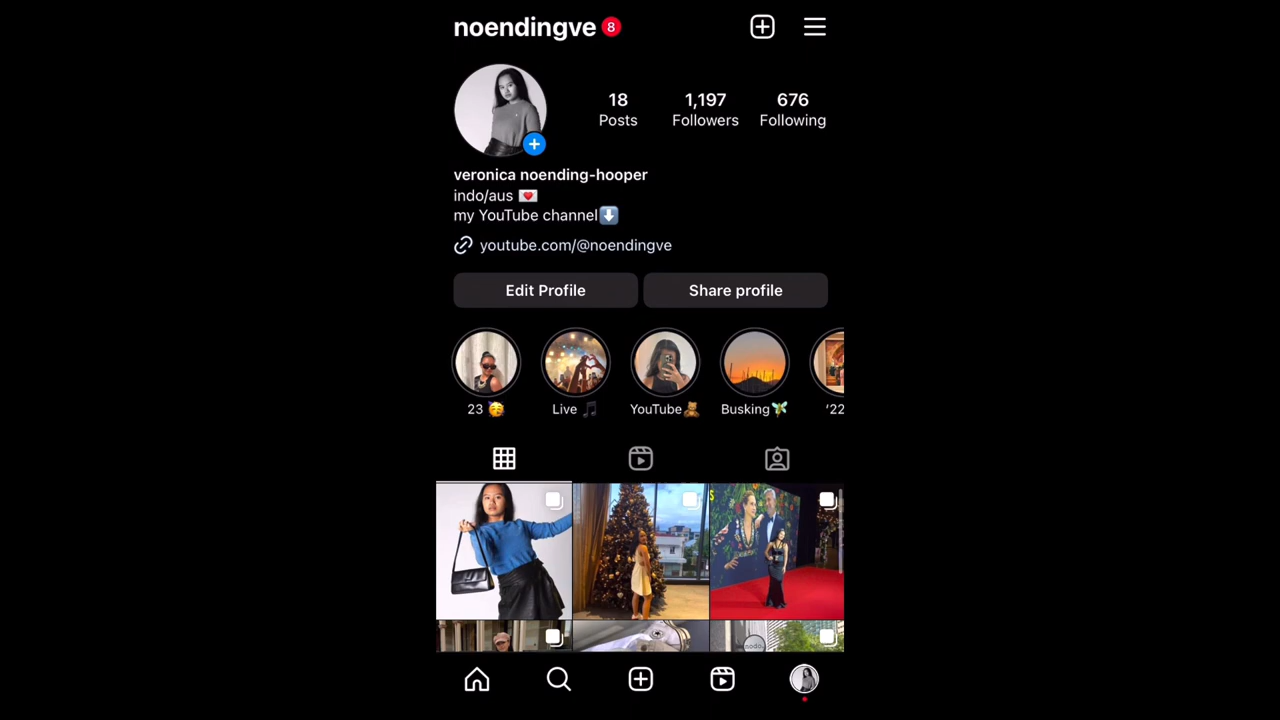 noendingve 8
18 1,197 676
Posts Followers Following
veronica noending-hooper
indo/aus 💌
my YouTube channel⬇️
youtube.com/@noendingve
Edit Profile Share profile
23 🥳 Live 🎵 YouTube🧸 Busking🧚 '22
$
nodo